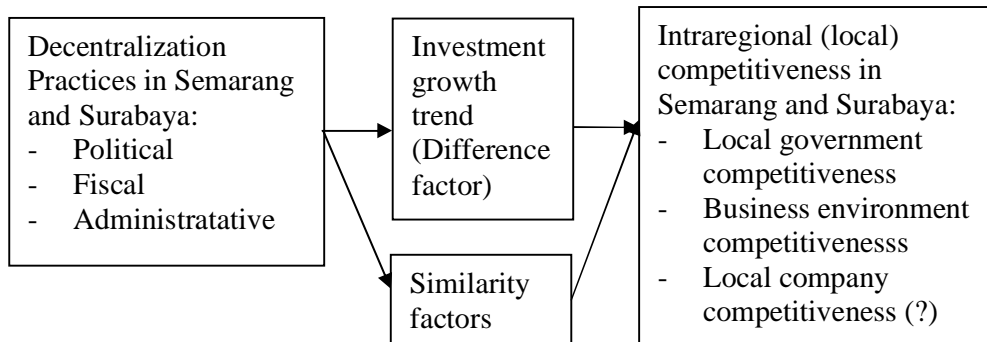 Decentralization
Practices in Semarang
and Surabaya:
- Political
- Fiscal
- Administratative
Investment
growth
trend
(Difference
factor)
Similarity
factors
Intraregional (local)
competitiveness in
Semarang and Surabaya:
- Local government
competitiveness
- Business environment
competitivenesss
- Local company
competitiveness (?)